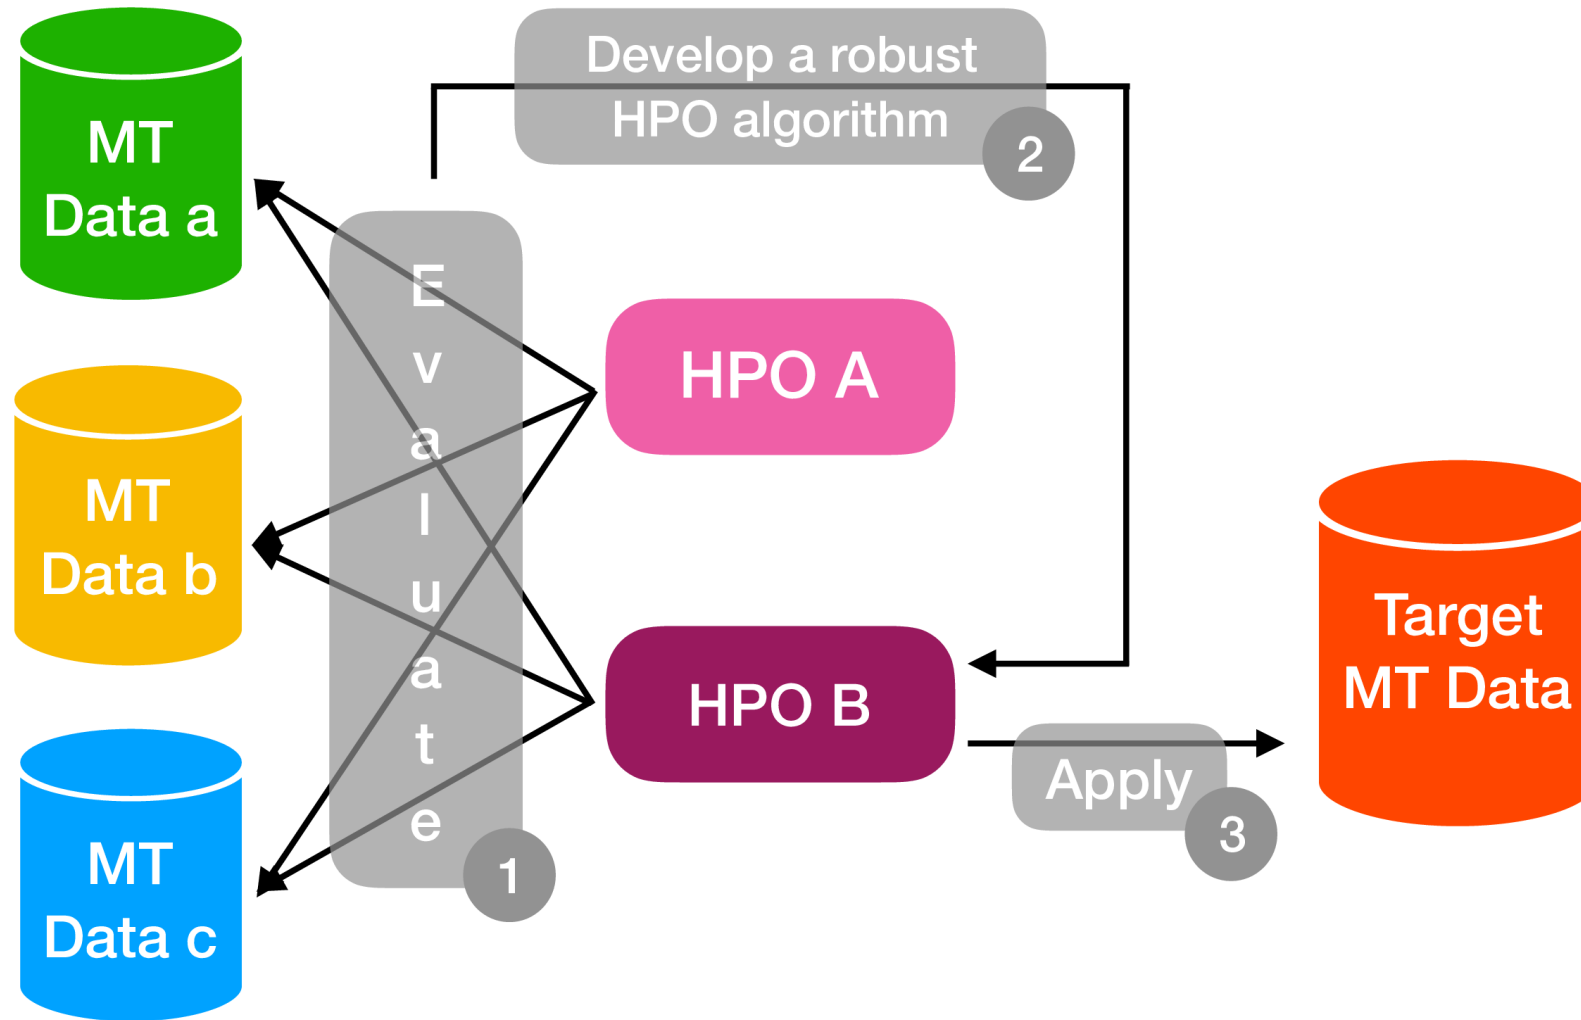 MT
Data a
MT
Data b
MT
Data c
Evaluate
1
Develop a robust
HPO algorithm
2
HPO A
HPO B
Apply
3
Target
MT Data